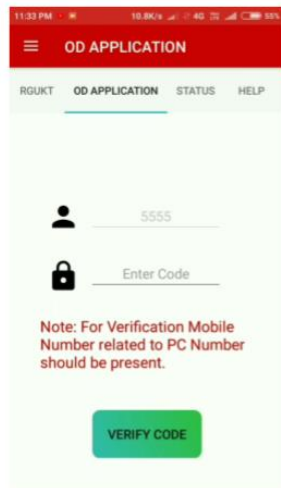 11:33 PM 10.8K/s 4G 55%
OD APPLICATION
RGUKT OD APPLICATION STATUS HELP
5555
Enter Code
Note: For Verification Mobile
Number related to PC Number
should be present.
VERIFY CODE